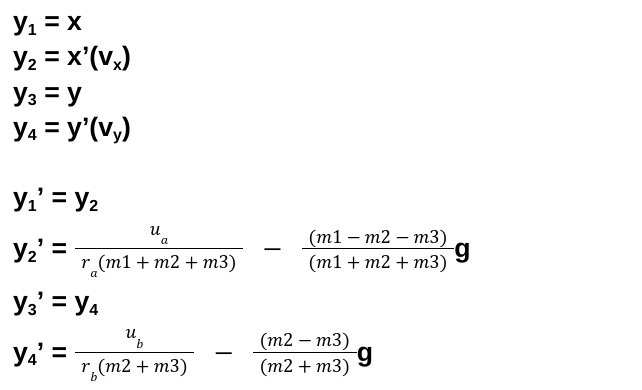 y₁ = x
y₂ = x’(vₓ)
y₃ = y
y₄ = y’(v_y)
y₁’ = y₂
y₂’ = u_a / r_a(m1 + m2 + m3) − (m1 − m2 − m3) / (m1 + m2 + m3) g
y₃’ = y₄
y₄’ = u_b / r_b(m2 + m3) − (m2 − m3) / (m2 + m3) g